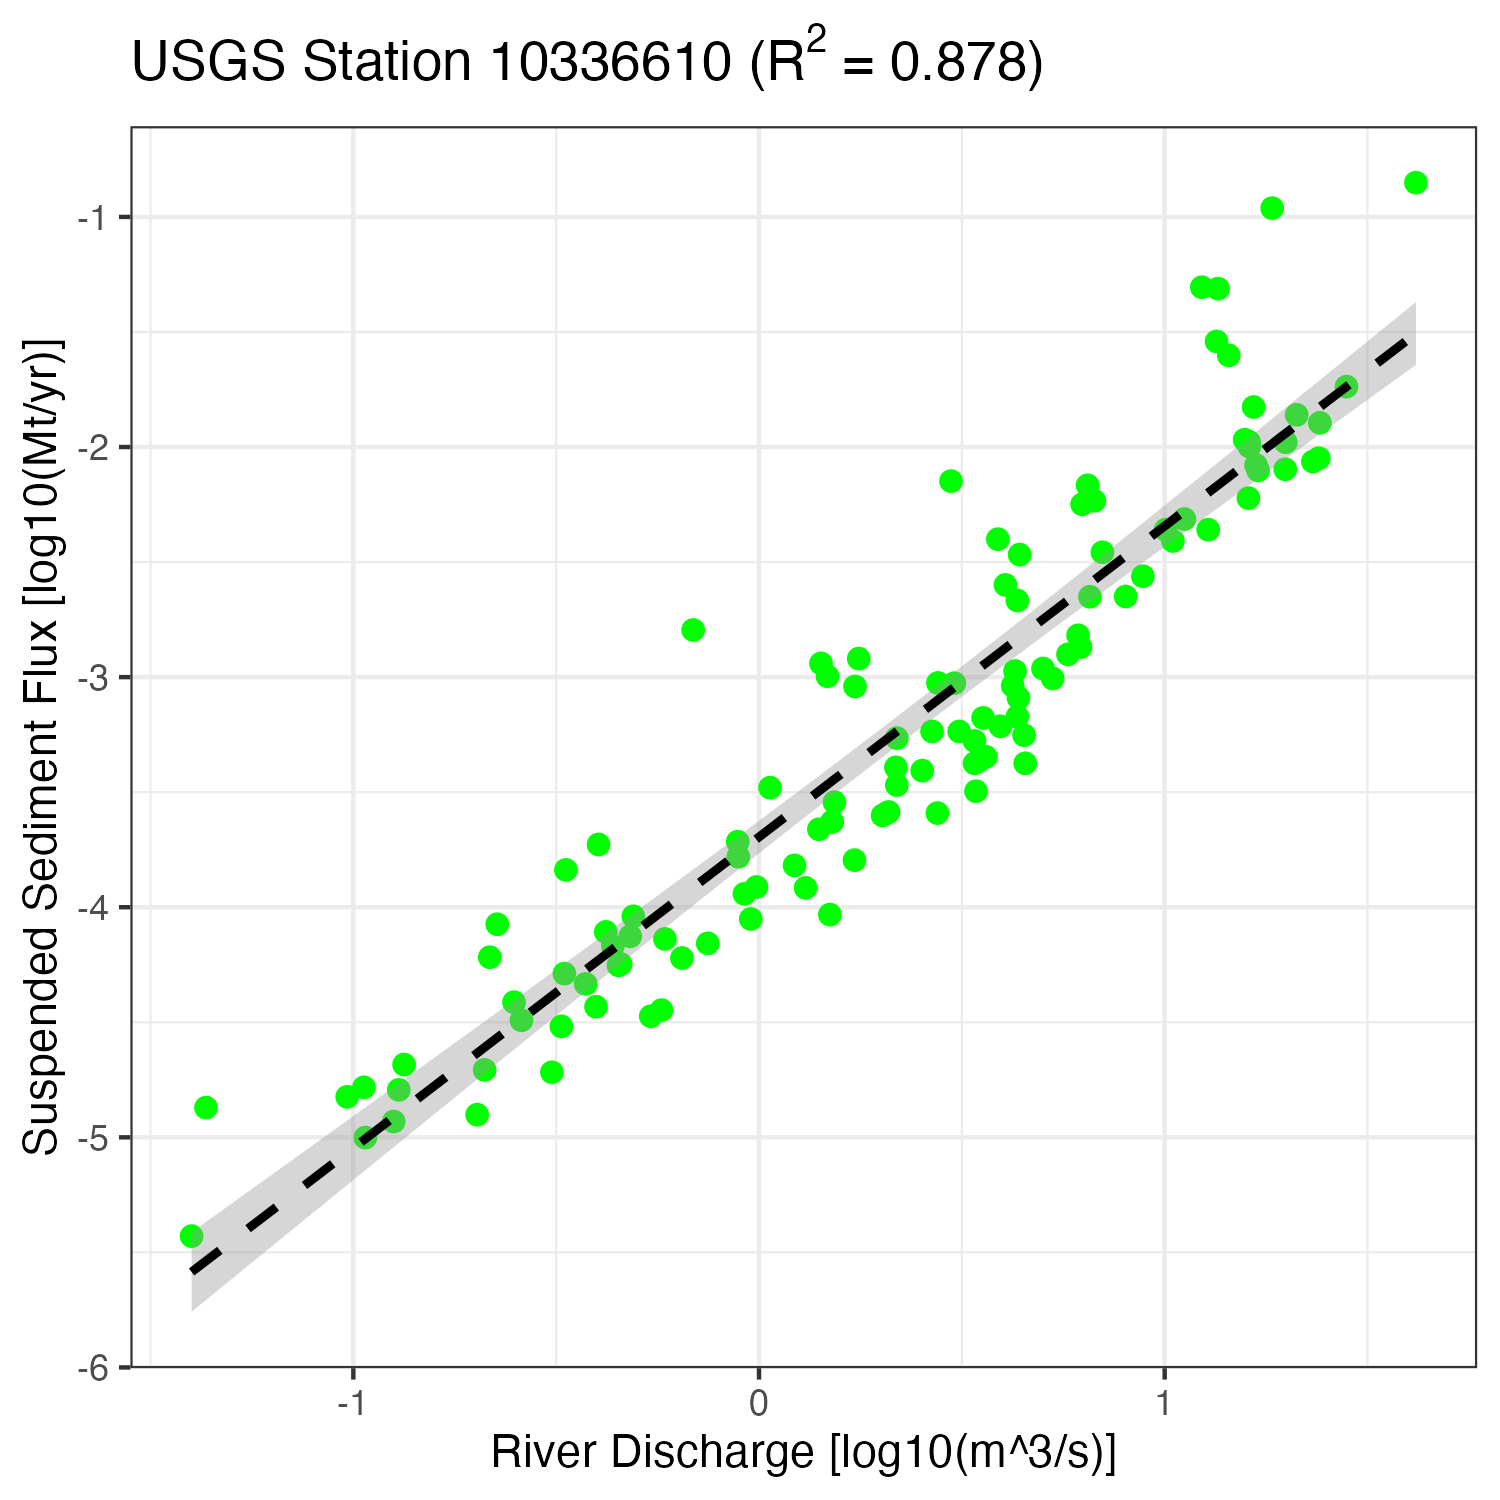 USGS Station 10336610 (R² = 0.878)
Suspended Sediment Flux [log10(Mt/yr)]
-1
-2
-3
-4
-5
-6
-1 0 1
River Discharge [log10(m^3/s)]